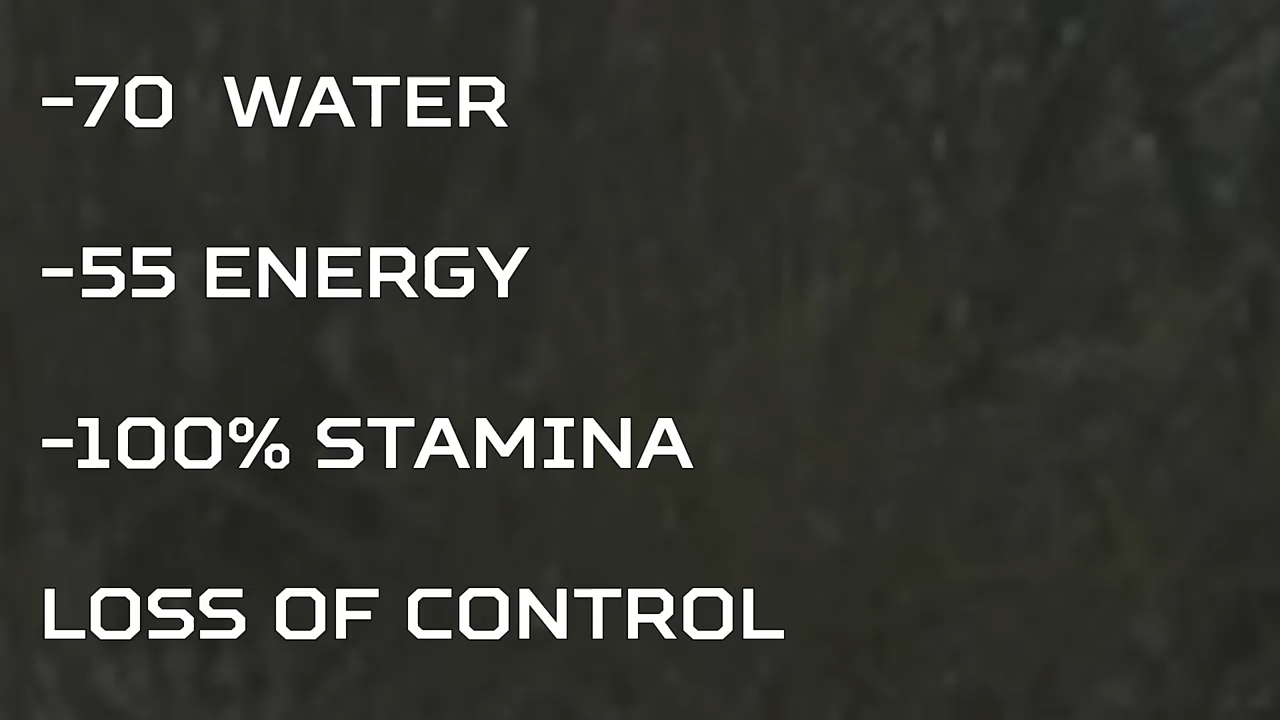 -70 WATER
-55 ENERGY
-100% STAMINA
LOSS OF CONTROL